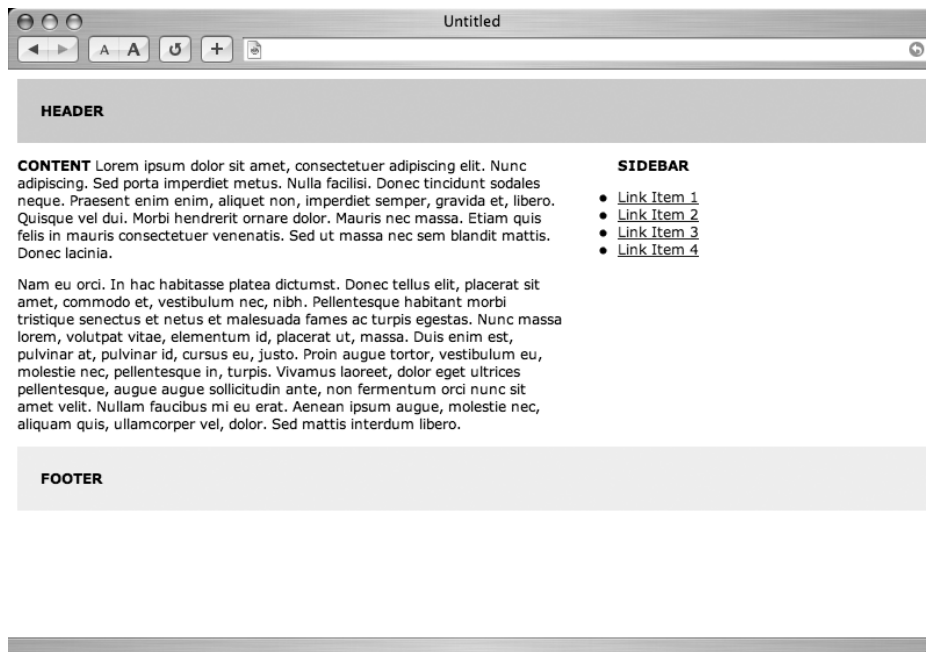 Untitled
A A
HEADER
CONTENT Lorem ipsum dolor sit amet, consectetuer adipiscing elit. Nunc
adipiscing. Sed porta imperdiet metus. Nulla facilisi. Donec tincidunt sodales
neque. Praesent enim enim, aliquet non, imperdiet semper, gravida et, libero.
Quisque vel dui. Morbi hendrerit ornare dolor. Mauris nec massa. Etiam quis
felis in mauris consectetuer venenatis. Sed ut massa nec sem blandit mattis.
Donec lacinia.
Nam eu orci. In hac habitasse platea dictumst. Donec tellus elit, placerat sit
amet, commodo et, vestibulum nec, nibh. Pellentesque habitant morbi
tristique senectus et netus et malesuada fames ac turpis egestas. Nunc massa
lorem, volutpat vitae, elementum id, placerat ut, massa. Duis enim est,
pulvinar at, pulvinar id, cursus eu, justo. Proin augue tortor, vestibulum eu,
molestie nec, pellentesque in, turpis. Vivamus laoreet, dolor eget ultrices
pellentesque, augue augue sollicitudin ante, non fermentum orci nunc sit
amet velit. Nullam faucibus mi eu erat. Aenean ipsum augue, molestie nec,
aliquam quis, ullamcorper vel, dolor. Sed mattis interdum libero.
SIDEBAR
Link Item 1
Link Item 2
Link Item 3
Link Item 4
FOOTER